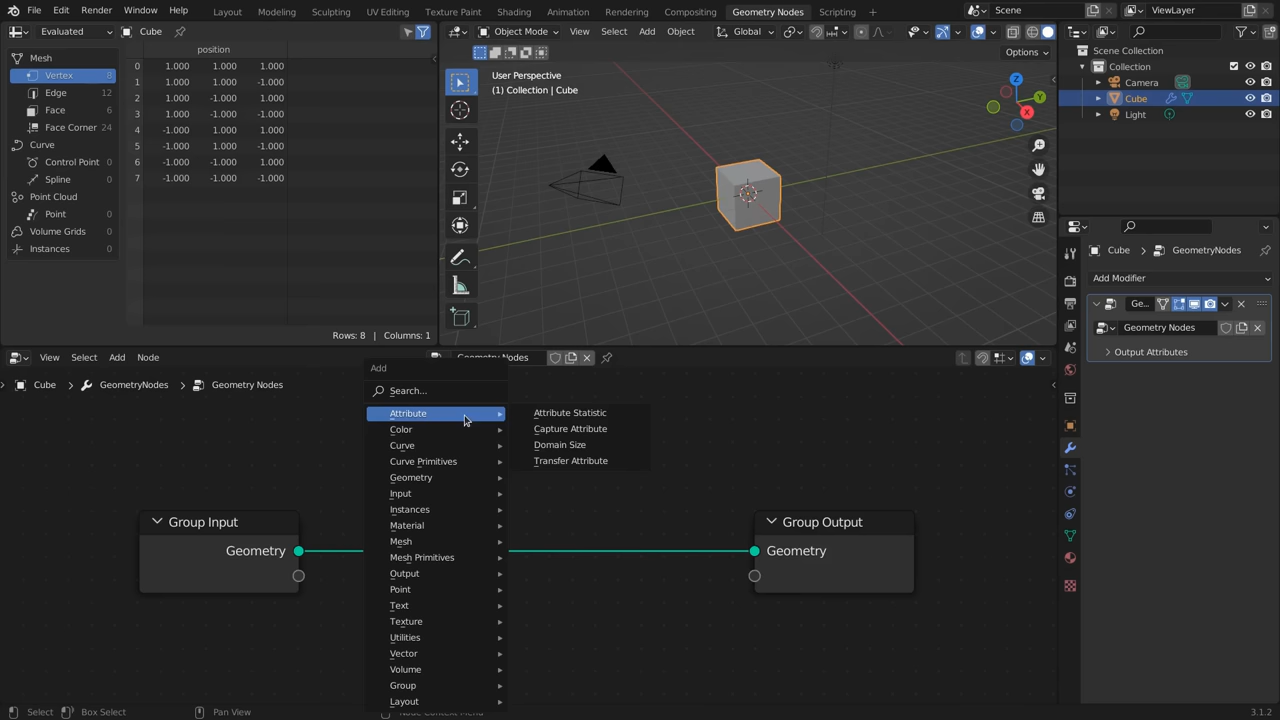 File Edit Render Window Help Layout Modeling Sculpting UV Editing Texture Paint Shading Animation Rendering Compositing Geometry Nodes Scripting Scene ViewLayer
Evaluated Cube
Object Mode View Select Add Object Global
Options
position
Mesh
Vertex 8
Edge 12
Face 6
Face Corner 24
Curve
Control Point 0
Spline 0
Point Cloud
Point 0
Volume Grids 0
Instances 0
0 1.000 1.000 1.000
1 1.000 1.000 -1.000
2 1.000 -1.000 1.000
3 1.000 -1.000 -1.000
4 -1.000 1.000 1.000
5 -1.000 1.000 -1.000
6 -1.000 -1.000 1.000
7 -1.000 -1.000 -1.000
Rows: 8 | Columns: 1
User Perspective
(1) Collection | Cube
Z
Y
X
Scene Collection
Collection
Camera
Cube
Light
Cube GeometryNodes
Add Modifier
Ge...
Geometry Nodes
Output Attributes
View Select Add Node Geometry Nodes
Cube GeometryNodes Geometry Nodes
Add
Search...
Attribute
Color
Curve
Curve Primitives
Geometry
Input
Instances
Material
Mesh
Mesh Primitives
Output
Point
Text
Texture
Utilities
Vector
Volume
Group
Layout
Attribute Statistic
Capture Attribute
Domain Size
Transfer Attribute
Group Input
Geometry
Group Output
Geometry
Select Box Select Pan View Node Context Menu 3.1.2